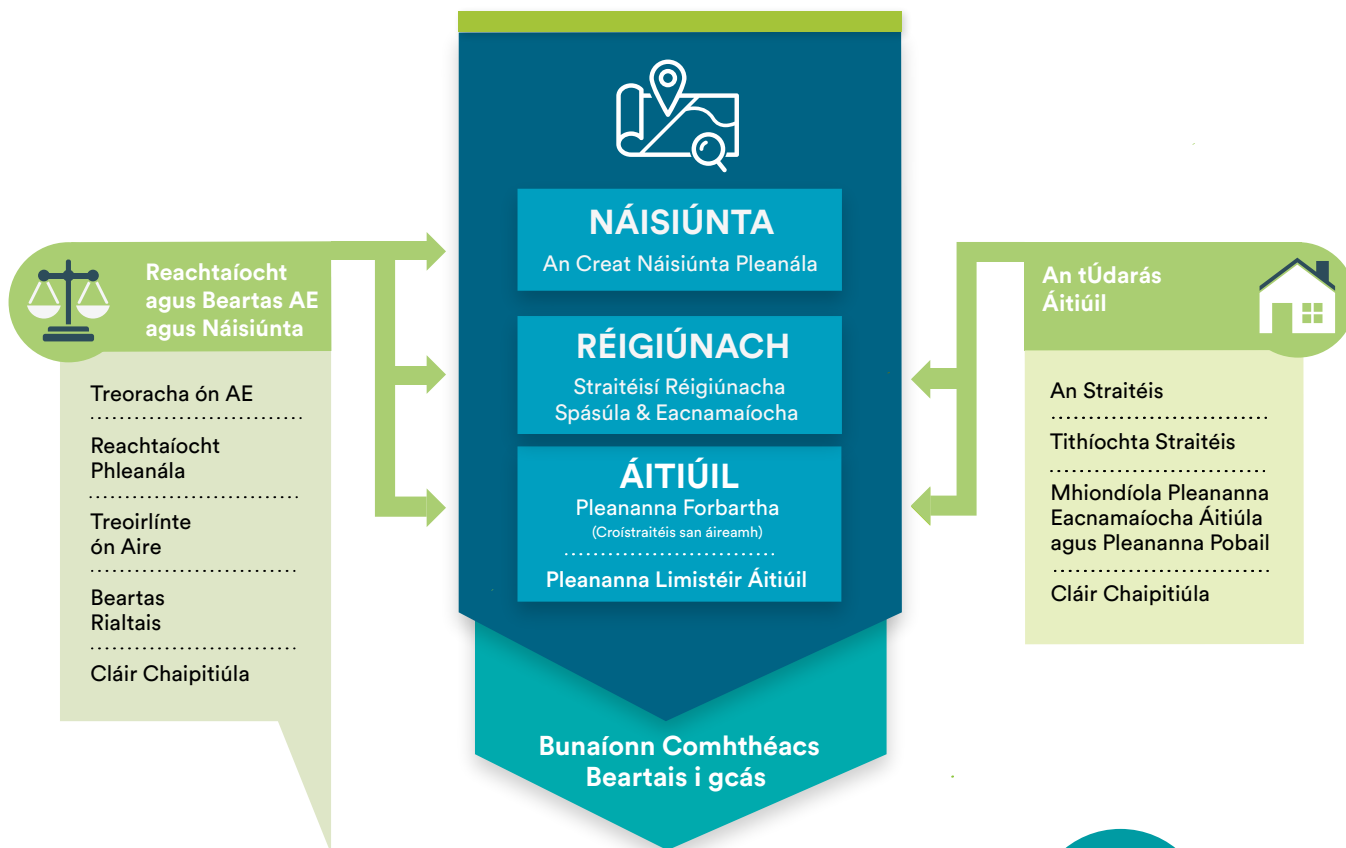 Reachtaíocht
agus Beartas AE
agus Náisiúnta
Treoracha ón AE
Reachtaíocht
Phleanála
Treoirlínte
ón Aire
Beartas
Rialtais
Cláir Chaipitiúla
NÁISIÚNTA
An Creat Náisiúnta Pleanála
RÉIGIÚNACH
Straitéisí Réigiúnacha
Spásúla & Eacnamaíocha
ÁITIÚIL
Pleananna Forbartha
(Croístraitéis san áireamh)
Pleananna Limistéir Áitiúil
Bunaíonn Comhthéacs
Beartais i gcás
An tÚdarás
Áitiúil
An Straitéis
Tithíochta Straitéis
Mhiondíola Pleananna
Eacnamaíocha Áitiúla
agus Pleananna Pobail
Cláir Chaipitiúla